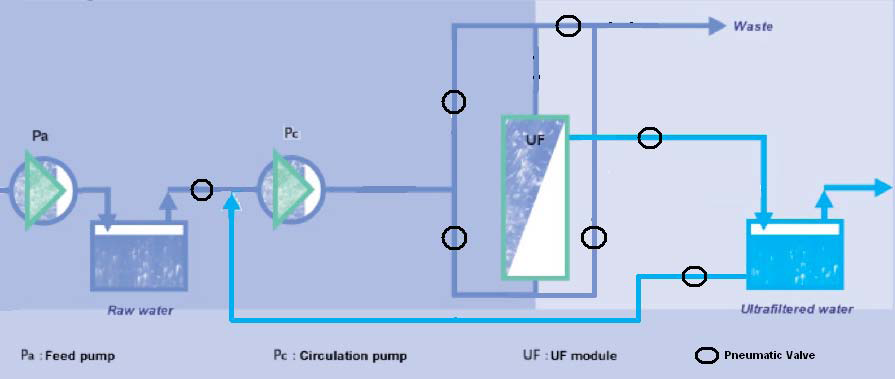 Waste
Pa
Pc
UF
Raw water
Ultrafiltered water
Pa : Feed pump
Pc : Circulation pump
UF : UF module
Pneumatic Valve